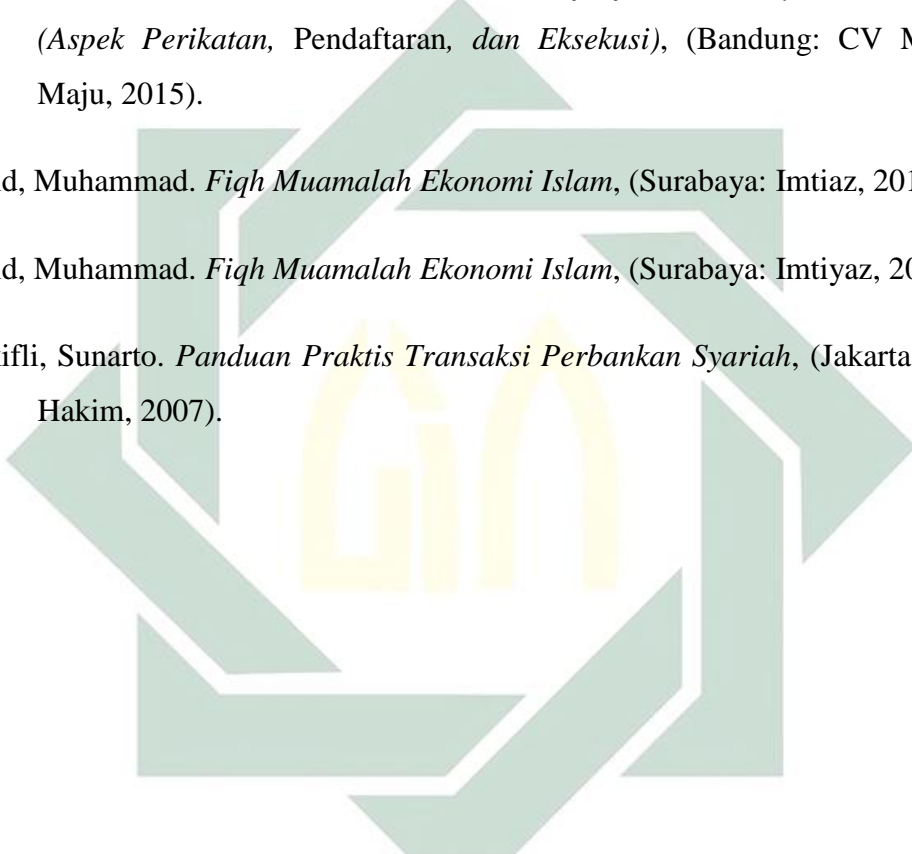 (Aspek Perikatan, Pendaftaran, dan Eksekusi), (Bandung: CV M
Maju, 2015).
d, Muhammad. Fiqh Muamalah Ekonomi Islam, (Surabaya: Imtiaz, 201
d, Muhammad. Fiqh Muamalah Ekonomi Islam, (Surabaya: Imtiyaz, 20
ifli, Sunarto. Panduan Praktis Transaksi Perbankan Syariah, (Jakarta
Hakim, 2007).